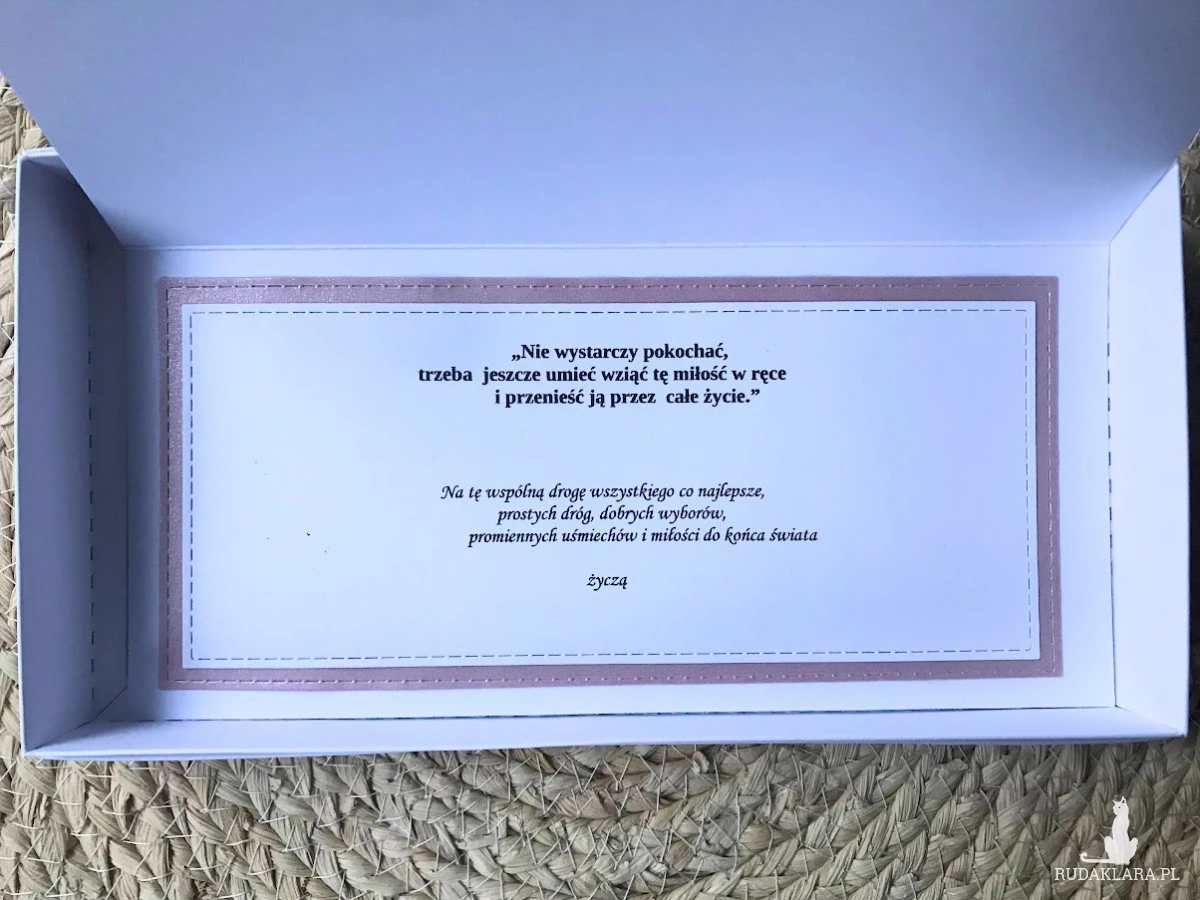 „Nie wystarczy pokochać,
trzeba jeszcze umieć wziąć tę miłość w ręce
i przenieść ją przez całe życie.”
Na tę wspólną drogę wszystkiego co najlepsze,
prostych dróg, dobrych wyborów,
promiennych uśmiechów i miłości do końca świata
życzą
RUDAKLARA.PL